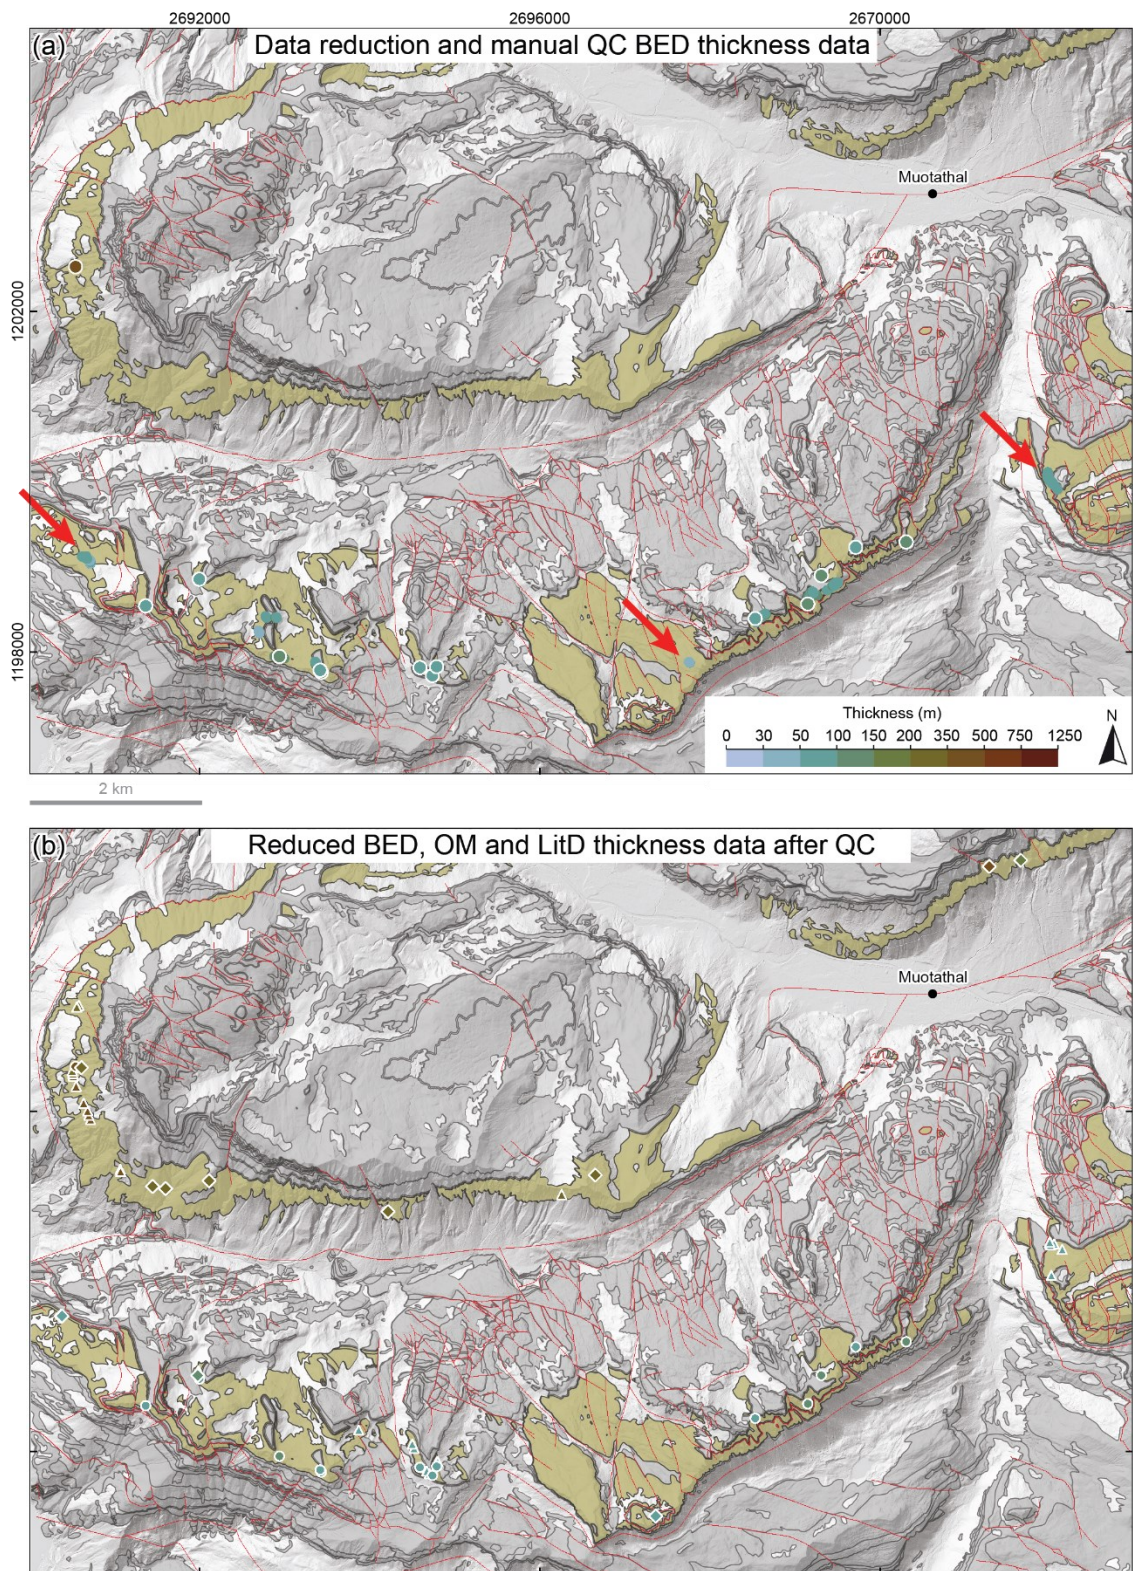 2692000 2696000 2670000
(a) Data reduction and manual QC BED thickness data
Muotathal
1202000
1198000
Thickness (m)
N
0 30 50 100 150 200 350 500 750 1250
2 km
(b) Reduced BED, OM and LitD thickness data after QC
Muotathal